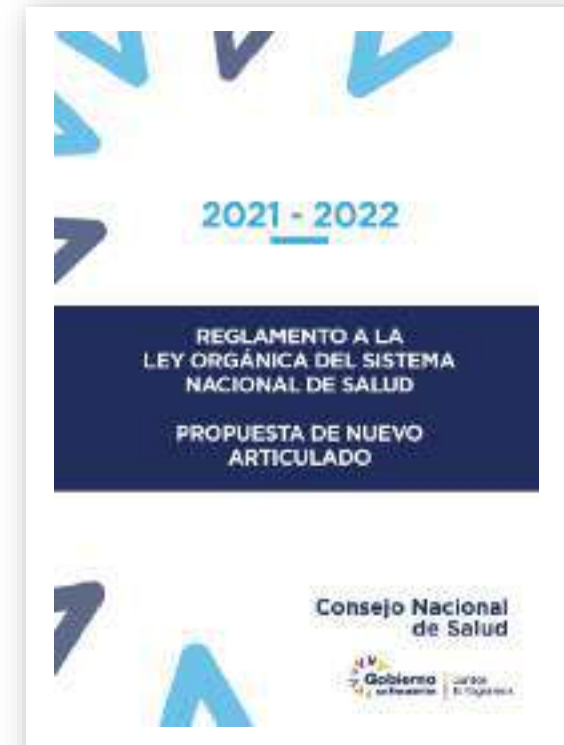 2021 - 2022
REGLAMENTO A LA
LEY ORGÁNICA DEL SISTEMA
NACIONAL DE SALUD
PROPUESTA DE NUEVO
ARTICULADO
Consejo Nacional
de Salud
Gobierno